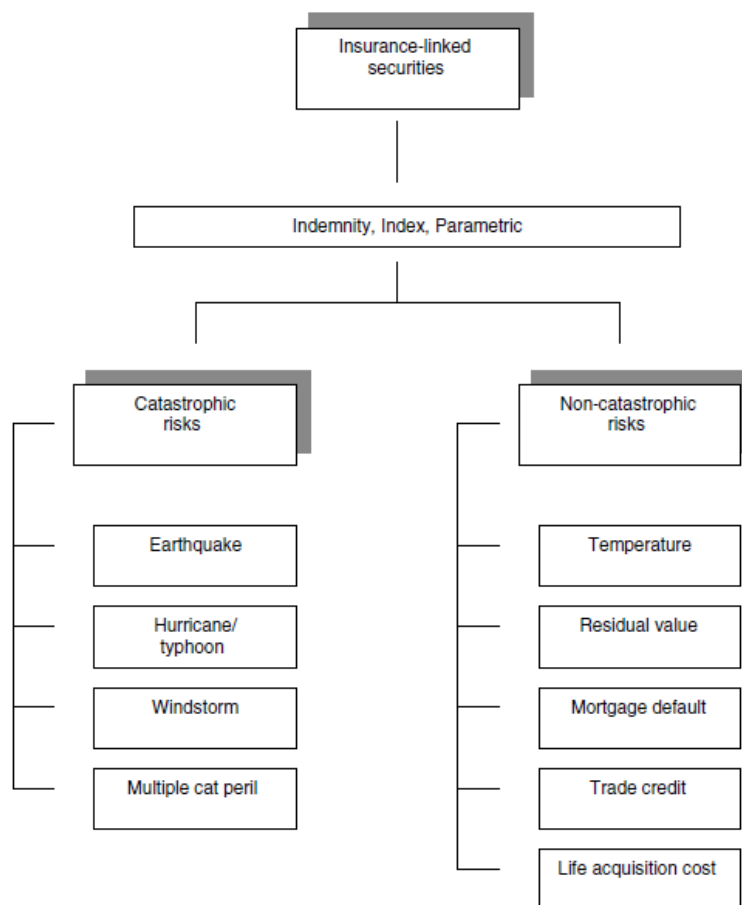 Insurance-linked
securities
Indemnity, Index, Parametric
Catastrophic
risks
Non-catastrophic
risks
Earthquake
Temperature
Hurricane/
typhoon
Residual value
Windstorm
Mortgage default
Multiple cat peril
Trade credit
Life acquisition cost